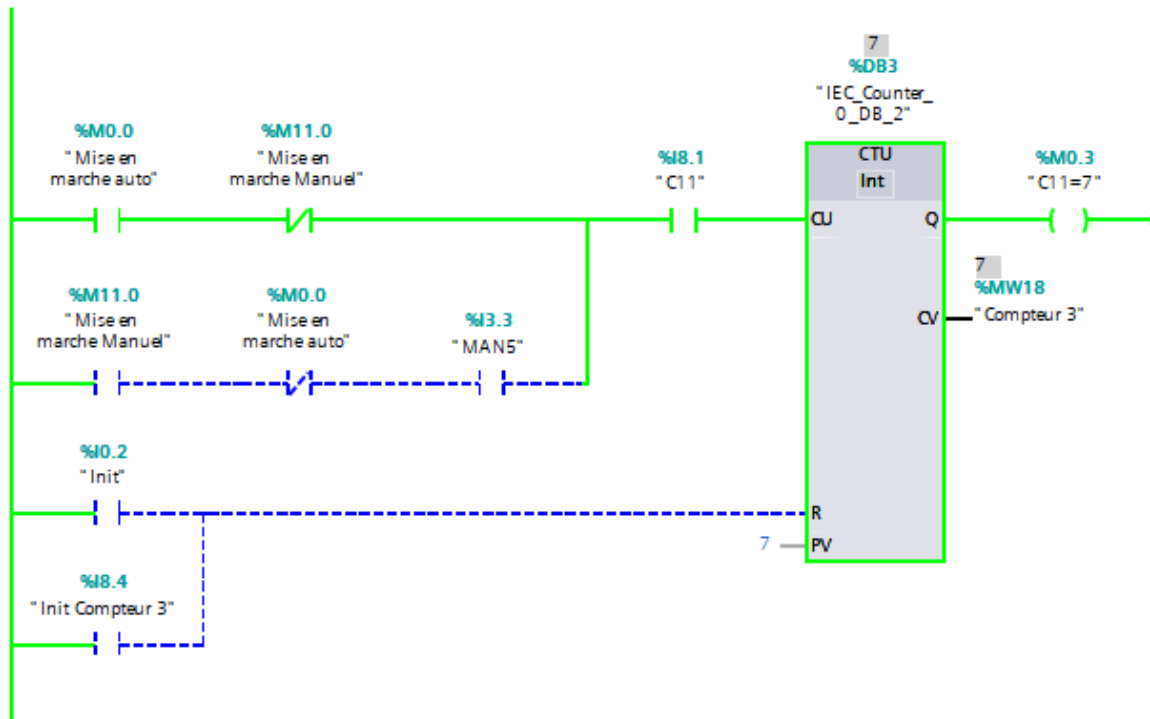 7
%DB3
"IEC_Counter_
0_DB_2"
%M0.0
"Mise en
marche auto"
%M11.0
"Mise en
marche Manuel"
%I8.1
"C11"
CTU
Int
%M0.3
"C11=7"
CU
Q
7
%MW18
CV
"Compteur 3"
%M11.0
"Mise en
marche Manuel"
%M0.0
"Mise en
marche auto"
%I3.3
"MAN5"
%I0.2
"Init"
R
7
PV
%I8.4
"Init Compteur 3"